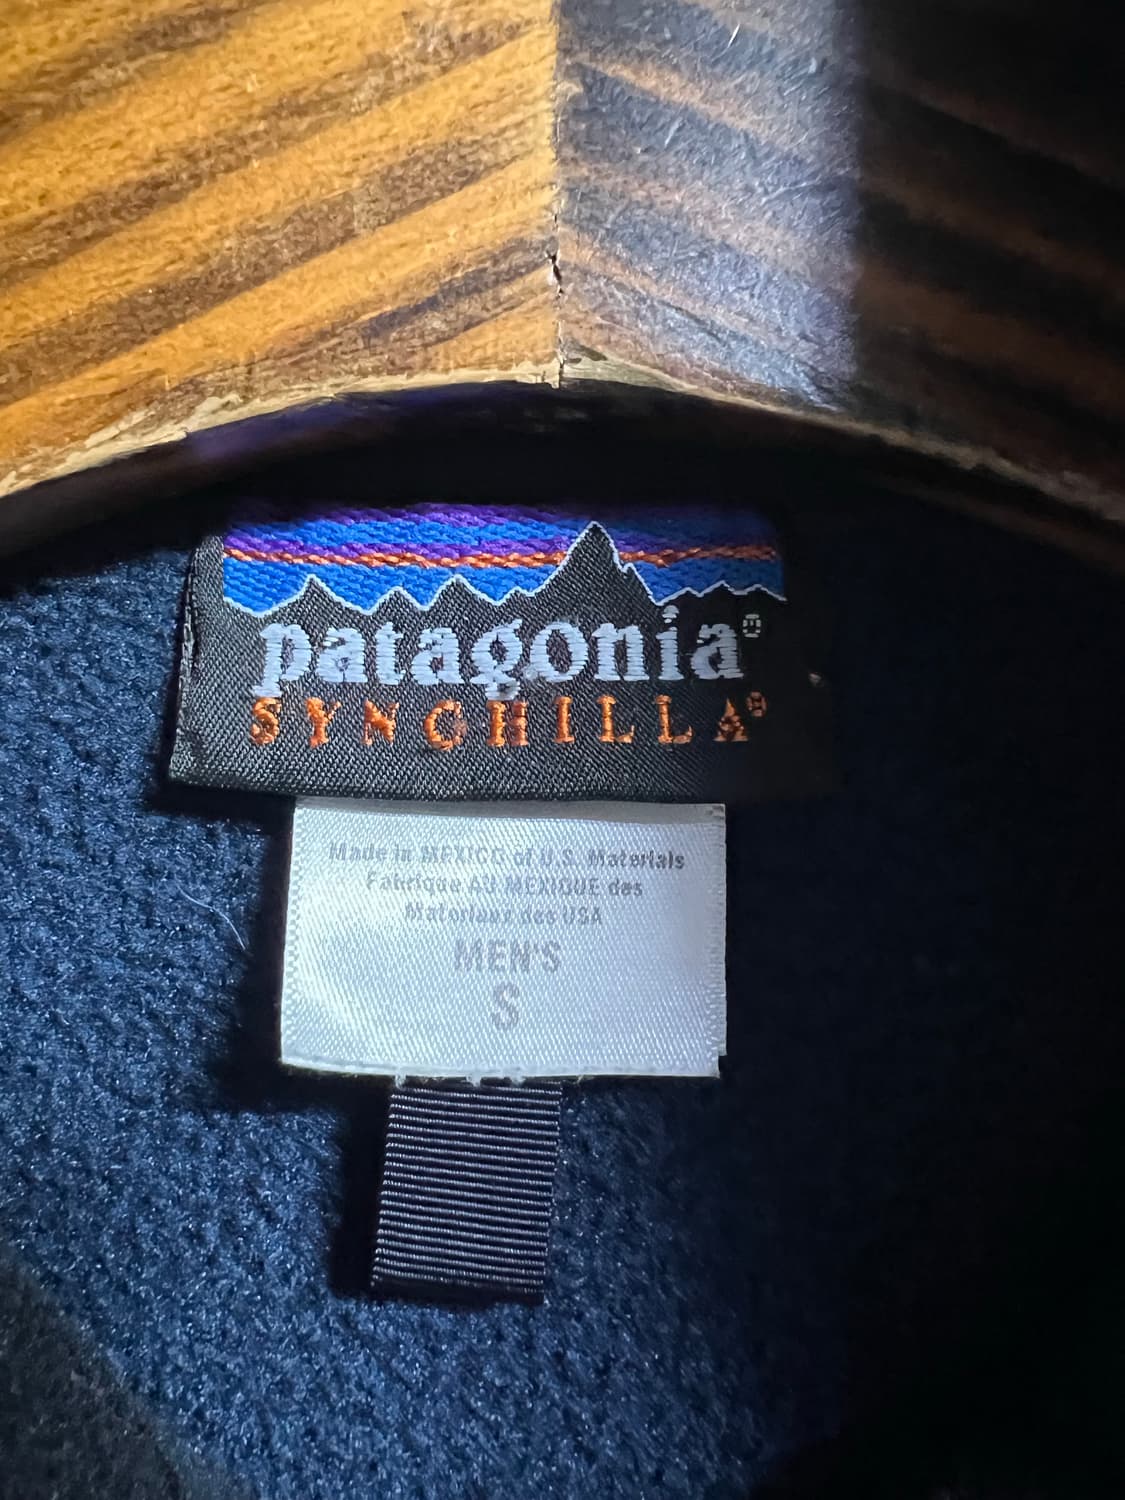 patagonia®
SYNCHILLA®
Made in MEXICO of U.S. Materials
Fabrique AU MEXIQUE des
Materiaux des USA
MEN'S
S